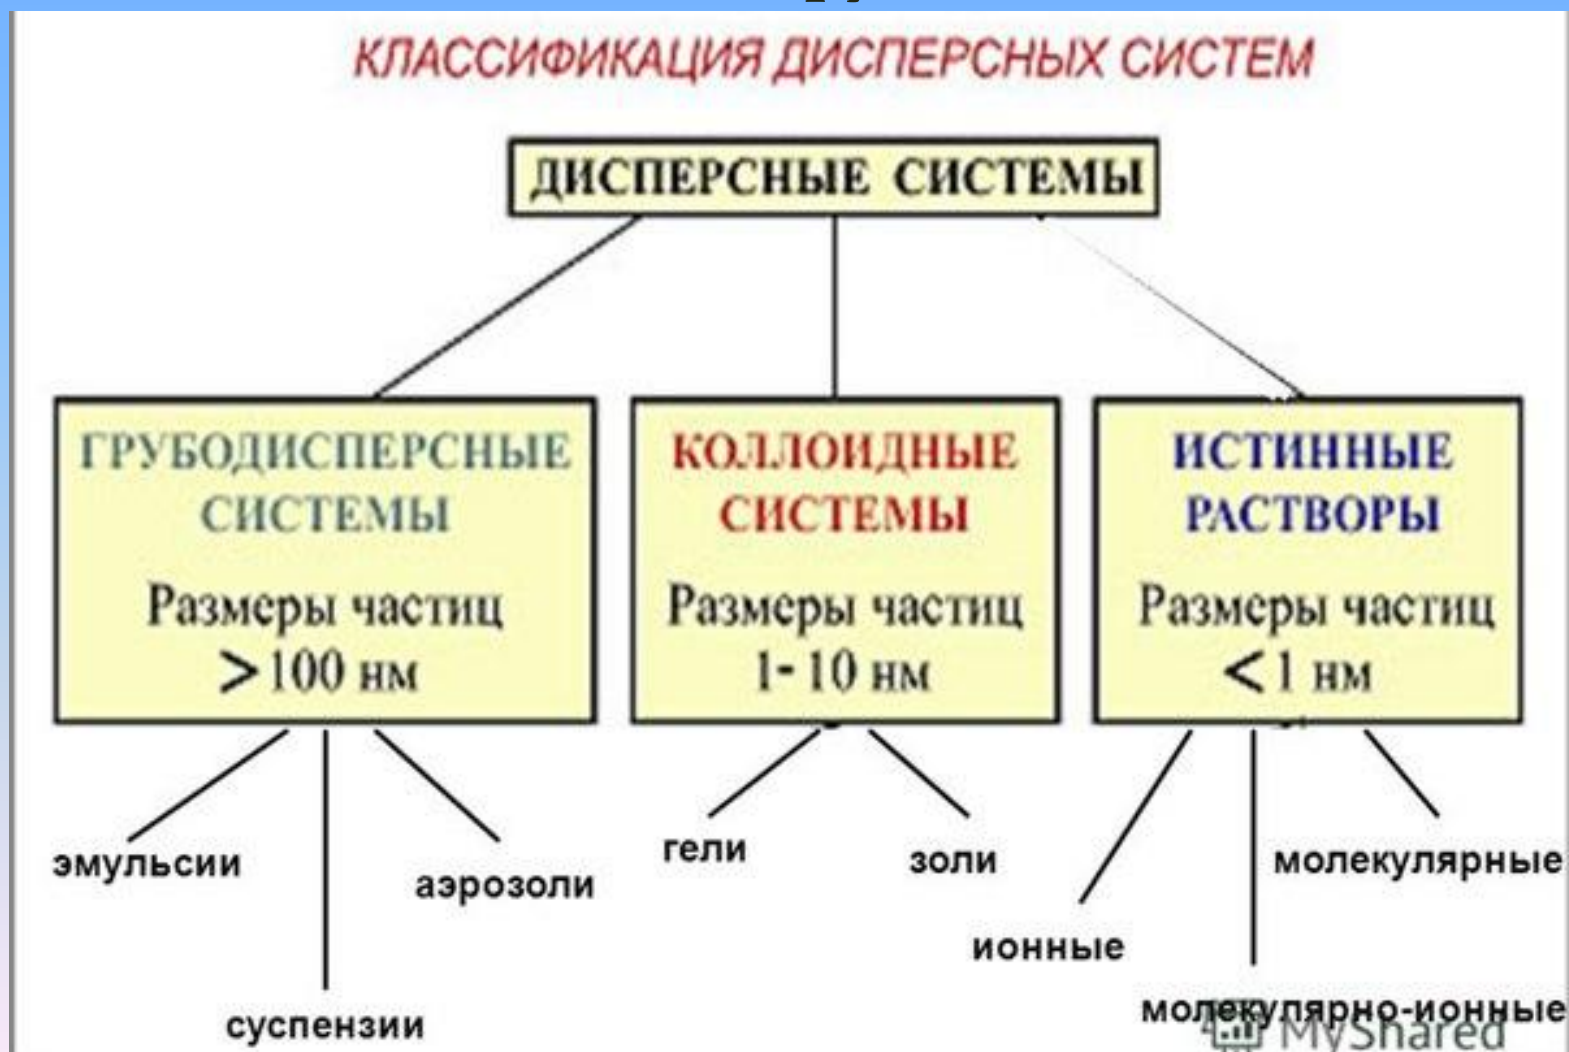 КЛАССИФИКАЦИЯ ДИСПЕРСНЫХ СИСТЕМ
ДИСПЕРСНЫЕ СИСТЕМЫ
ГРУБОДИСПЕРСНЫЕ
СИСТЕМЫ
Размеры частиц
>100 нм
КОЛЛОИДНЫЕ
СИСТЕМЫ
Размеры частиц
1-10 нм
ИСТИННЫЕ
РАСТВОРЫ
Размеры частиц
<1 нм
эмульсии
суспензии
аэрозоли
гели
золи
ионные
молекулярно-ионные
молекулярные
MyShared